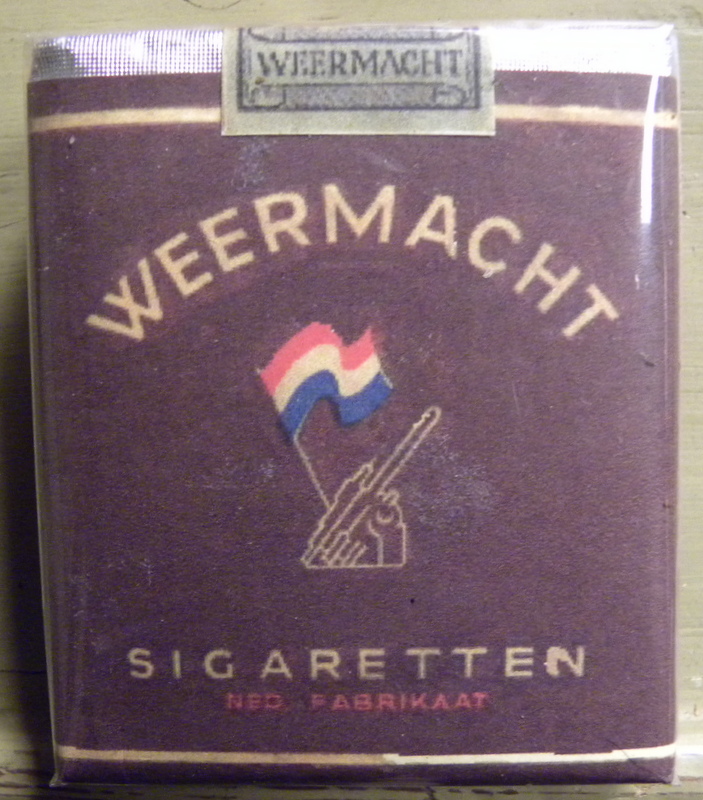 WEERMACHT
WEERMACHT
SIGARETTEN
NED. FABRIKAAT